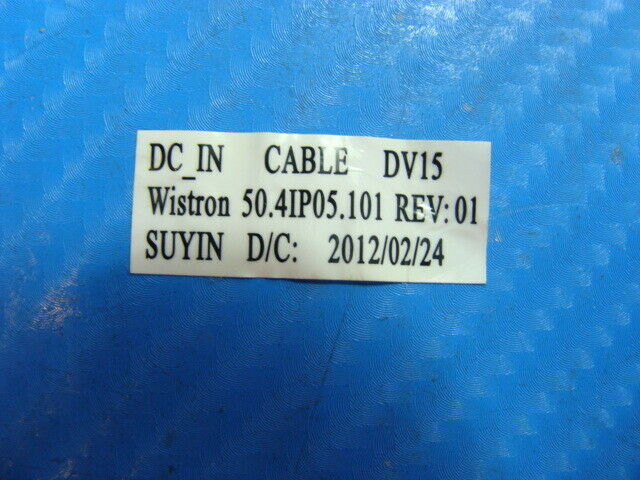 DC_IN CABLE DV15
Wistron 50.4IP05.101 REV:01
SUYIN D/C: 2012/02/24